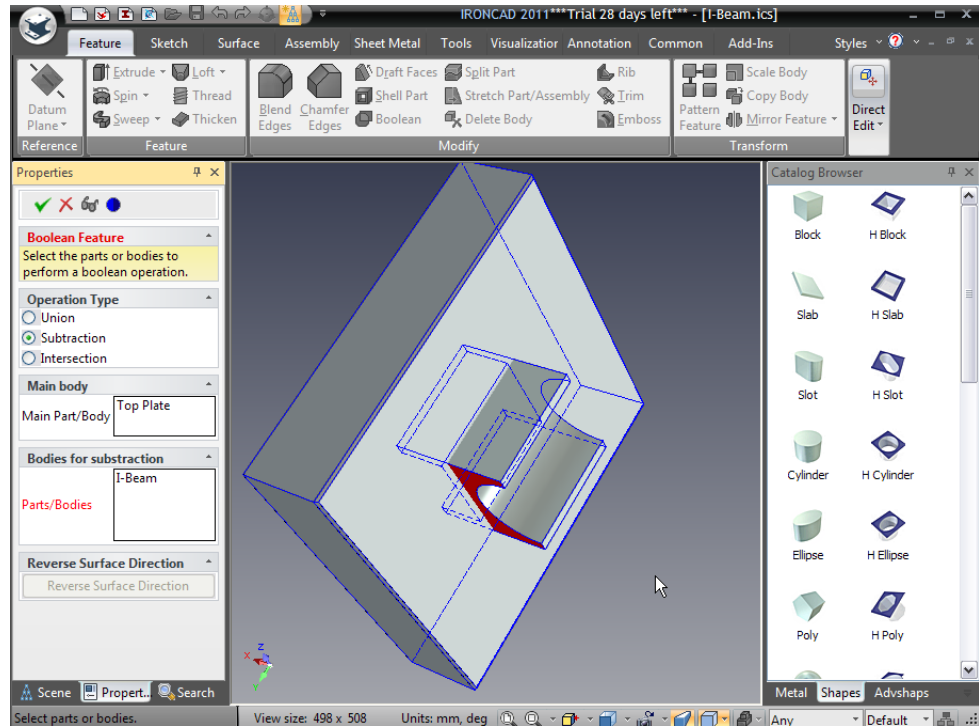 IRONCAD 2011***Trial 28 days left*** - [I-Beam.ics]
Feature Sketch Surface Assembly Sheet Metal Tools Visualization Annotation Common Add-Ins Styles
Datum Plane
Extrude Loft
Spin Thread
Sweep Thicken
Blend Edges
Chamfer Edges
Draft Faces Split Part
Shell Part Stretch Part/Assembly
Boolean Delete Body
Rib
Trim
Emboss
Pattern Feature
Scale Body
Copy Body
Mirror Feature
Direct Edit
Reference Feature Modify Transform
Properties
Boolean Feature
Select the parts or bodies to
perform a boolean operation.
Operation Type
Union
Subtraction
Intersection
Main body
Main Part/Body Top Plate
Bodies for substraction
I-Beam
Parts/Bodies
Reverse Surface Direction
Reverse Surface Direction
Scene Propert... Search
z
x
Catalog Browser
Block H Block
Slab H Slab
Slot H Slot
Cylinder H Cylinder
Ellipse H Ellipse
Poly H Poly
Metal Shapes Advshaps
Select parts or bodies. View size: 498 x 508 Units: mm, deg Any Default